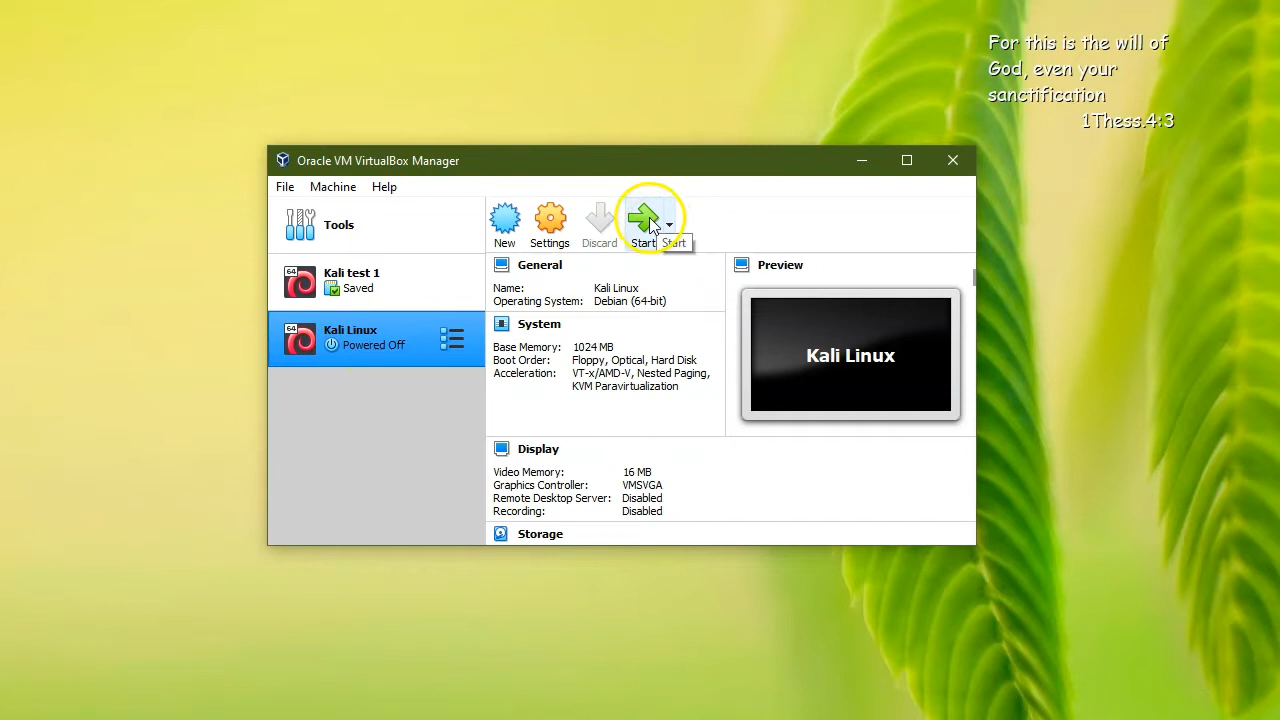 For this is the will of
God, even your
sanctification
1Thess.4:3
Oracle VM VirtualBox Manager
File Machine Help
Tools
New Settings Discard Start Start
64 Kali test 1
Saved
64 Kali Linux
Powered Off
General
Name: Kali Linux
Operating System: Debian (64-bit)
System
Base Memory: 1024 MB
Boot Order: Floppy, Optical, Hard Disk
Acceleration: VT-x/AMD-V, Nested Paging,
KVM Paravirtualization
Preview
Kali Linux
Display
Video Memory: 16 MB
Graphics Controller: VMSVGA
Remote Desktop Server: Disabled
Recording: Disabled
Storage